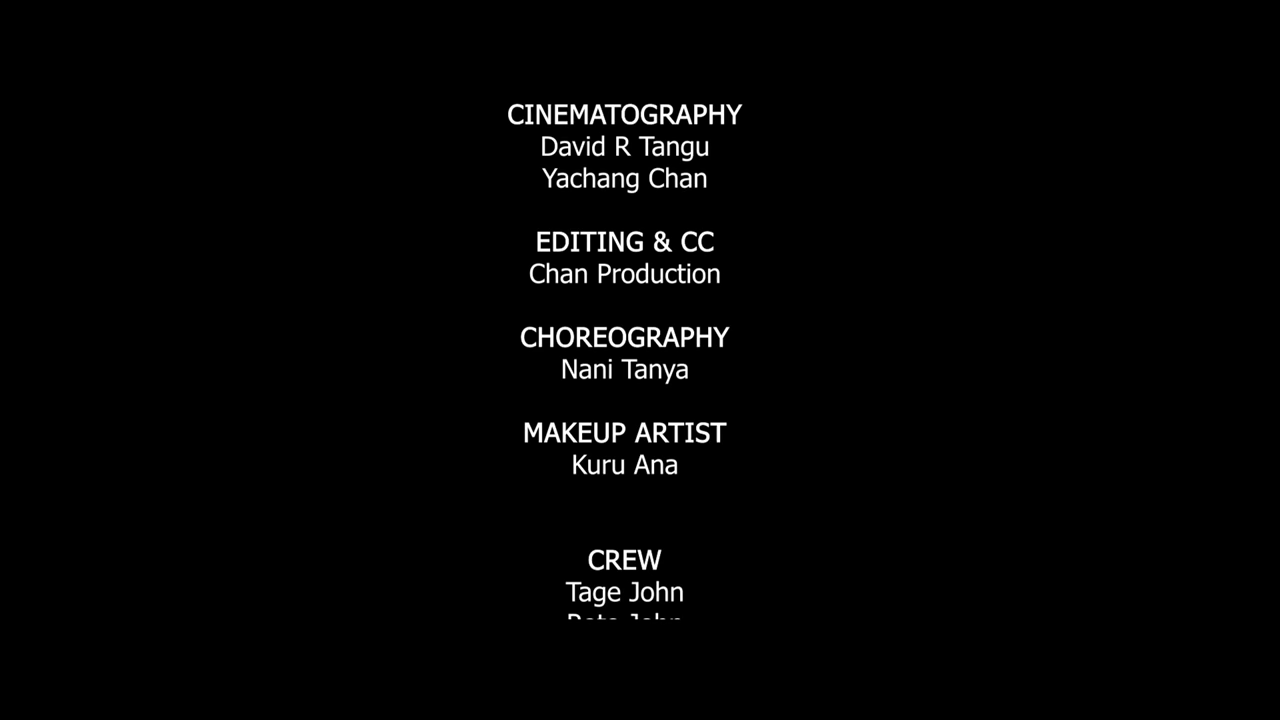 CINEMATOGRAPHY
David R Tangu
Yachang Chan
EDITING & CC
Chan Production
CHOREOGRAPHY
Nani Tanya
MAKEUP ARTIST
Kuru Ana
CREW
Tage John
John